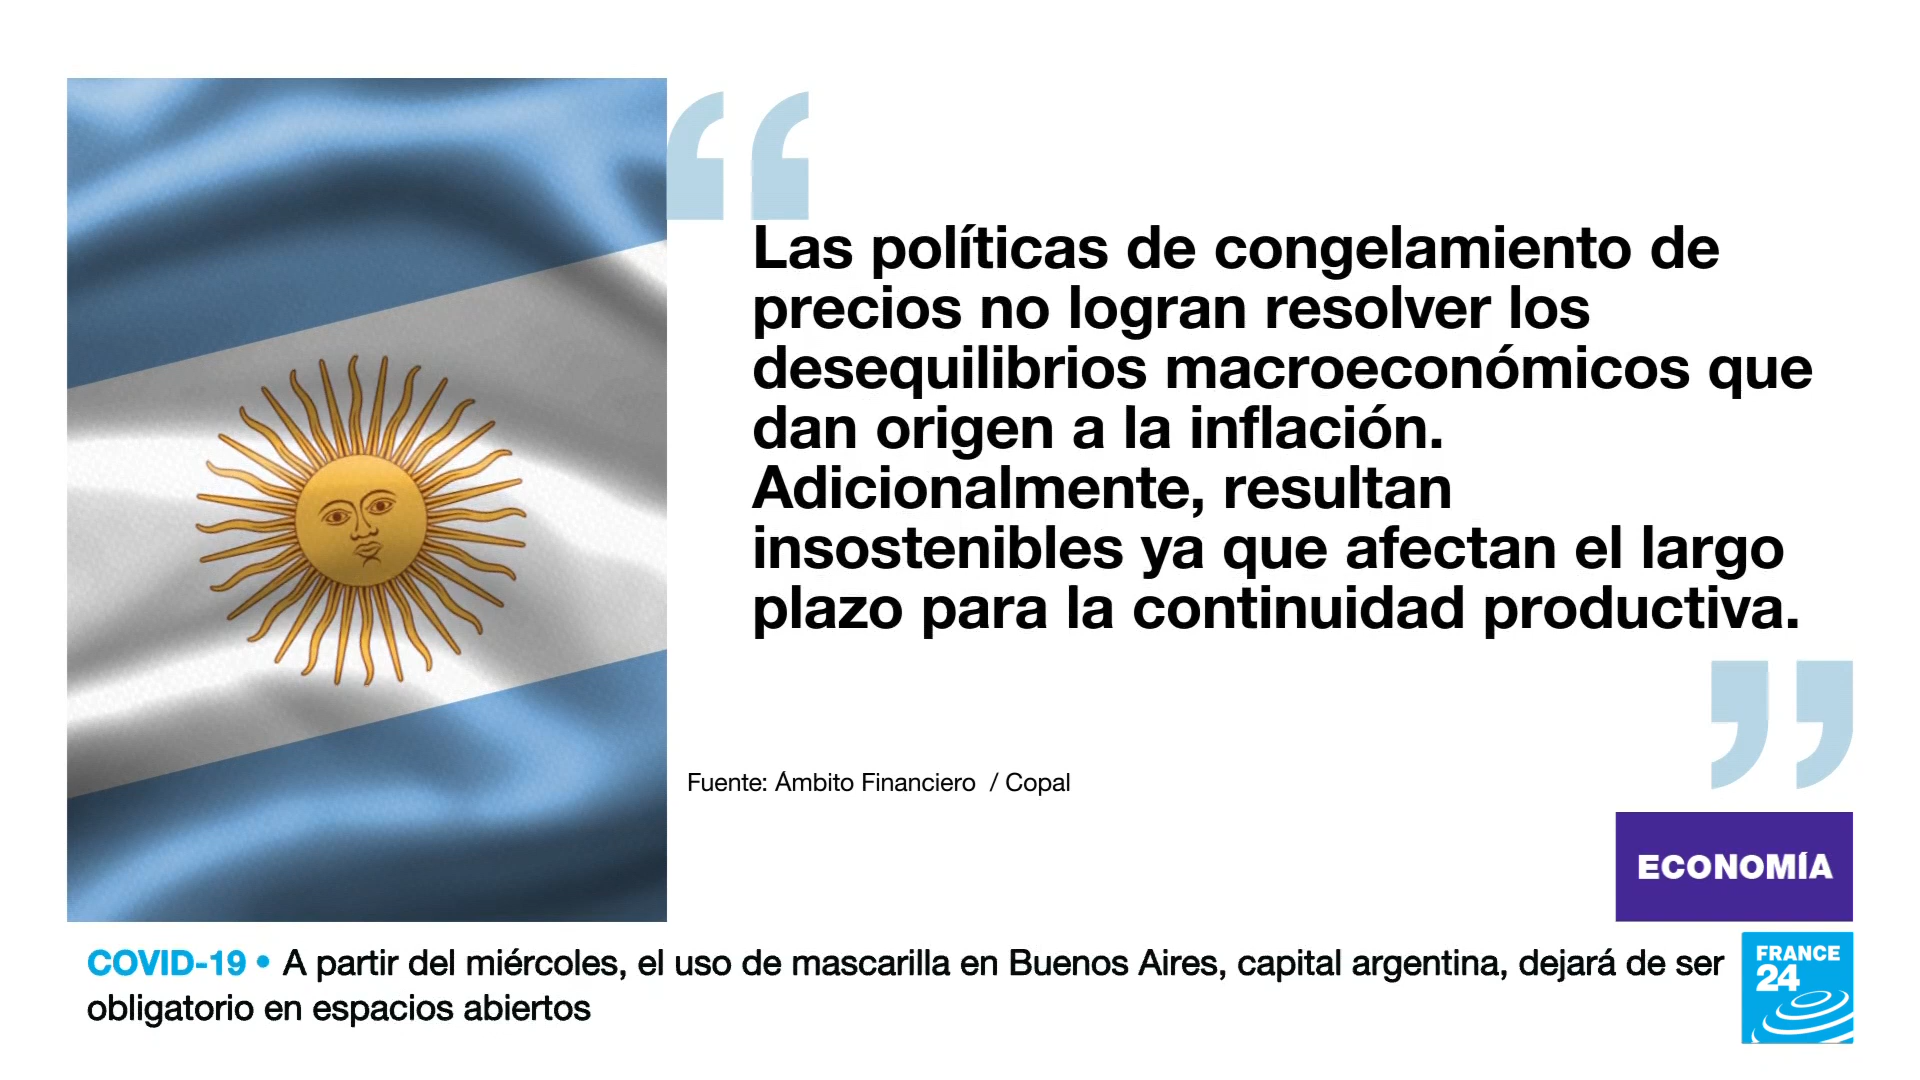 Las políticas de congelamiento de
precios no logran resolver los
desequilibrios macroeconómicos que
dan origen a la inflación.
Adicionalmente, resultan
insostenibles ya que afectan el largo
plazo para la continuidad productiva.
Fuente: Ámbito Financiero / Copal
ECONOMÍA
COVID-19 • A partir del miércoles, el uso de mascarilla en Buenos Aires, capital argentina, dejará de ser
obligatorio en espacios abiertos
FRANCE
24